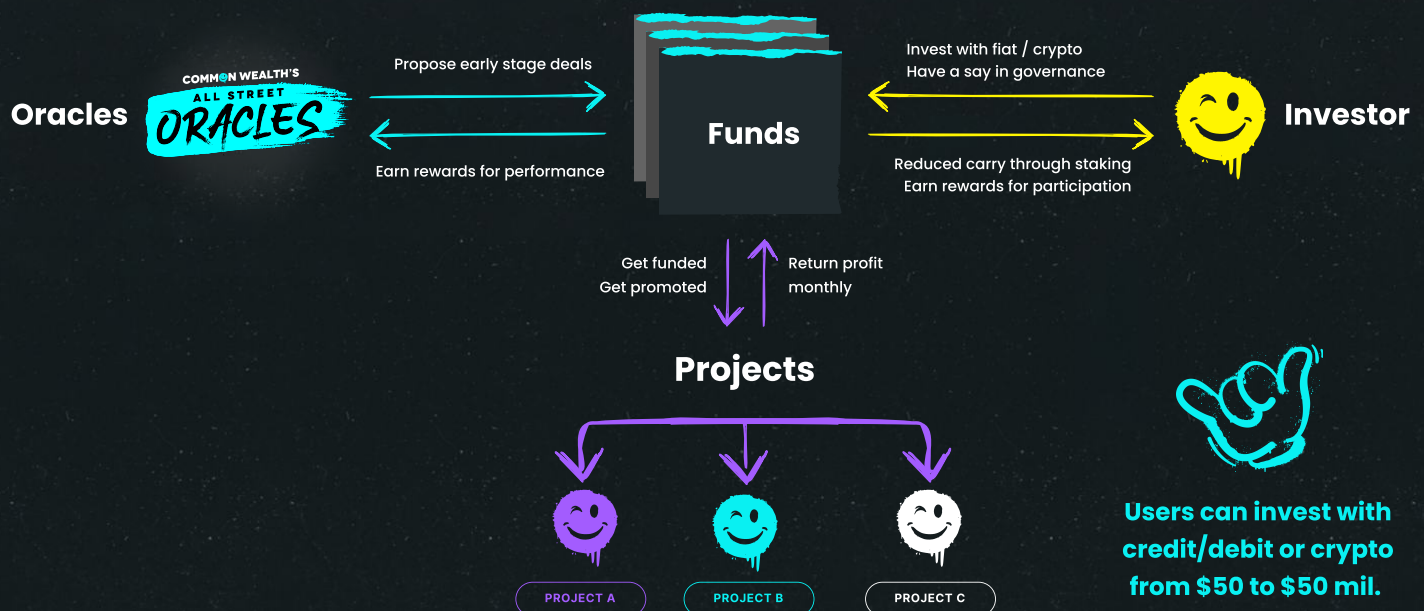 Oracles
COMMON WEALTH'S
ALL STREET
ORACLES
Propose early stage deals
Earn rewards for performance
Funds
Invest with fiat / crypto
Have a say in governance
Reduced carry through staking
Earn rewards for participation
Investor
Get funded
Get promoted
Return profit
monthly
Projects
PROJECT A
PROJECT B
PROJECT C
Users can invest with
credit/debit or crypto
from $50 to $50 mil.